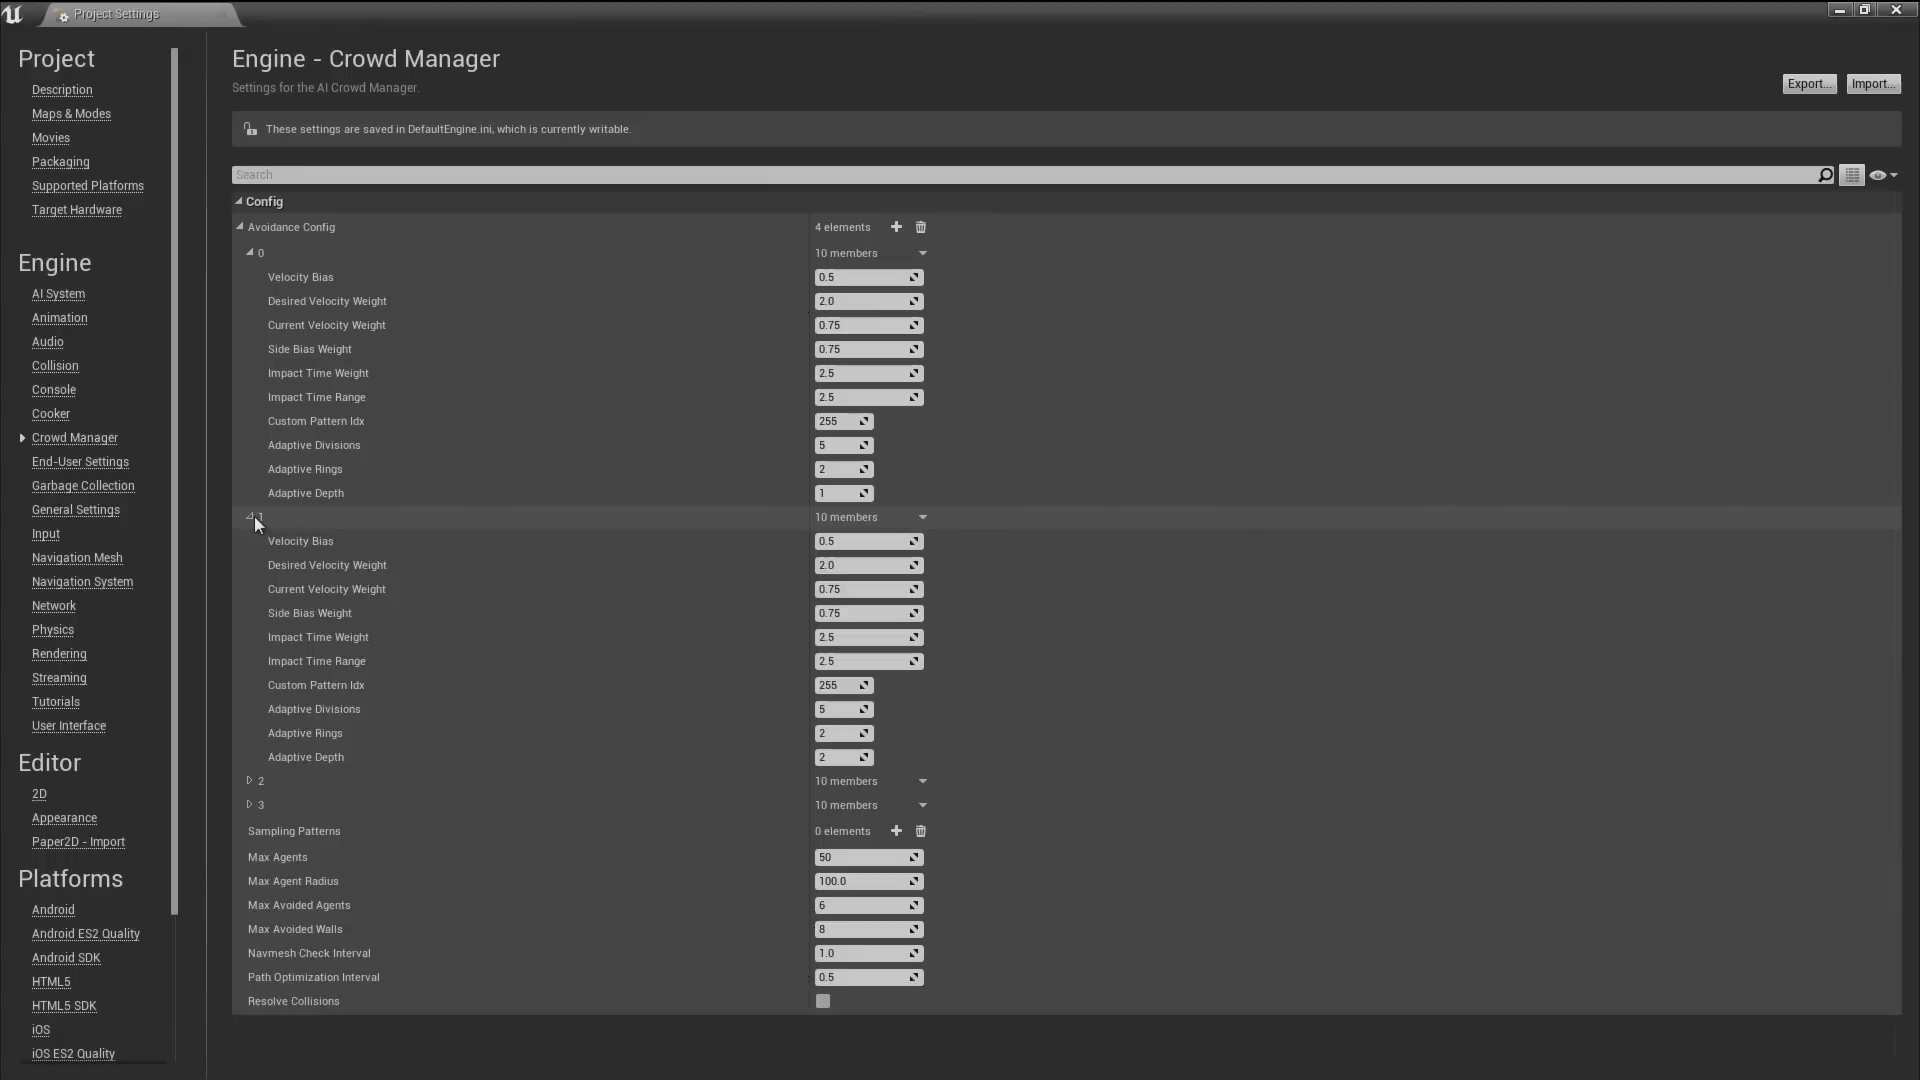 Project Settings
Project
Description
Maps & Modes
Movies
Packaging
Supported Platforms
Target Hardware
Engine
AI System
Animation
Audio
Collision
Console
Cooker
Crowd Manager
End-User Settings
Garbage Collection
General Settings
Input
Navigation Mesh
Navigation System
Network
Physics
Rendering
Streaming
Tutorials
User Interface
Editor
2D
Appearance
Paper2D - Import
Platforms
Android
Android ES2 Quality
Android SDK
HTML5
HTML5 SDK
iOS
iOS ES2 Quality
Engine - Crowd Manager
Settings for the AI Crowd Manager.
Export... Import...
These settings are saved in DefaultEngine.ini, which is currently writable.
Search
Config
Avoidance Config 4 elements
0 10 members
Velocity Bias 0.5
Desired Velocity Weight 2.0
Current Velocity Weight 0.75
Side Bias Weight 0.75
Impact Time Weight 2.5
Impact Time Range 2.5
Custom Pattern Idx 255
Adaptive Divisions 5
Adaptive Rings 2
Adaptive Depth 1
1 10 members
Velocity Bias 0.5
Desired Velocity Weight 2.0
Current Velocity Weight 0.75
Side Bias Weight 0.75
Impact Time Weight 2.5
Impact Time Range 2.5
Custom Pattern Idx 255
Adaptive Divisions 5
Adaptive Rings 2
Adaptive Depth 2
2 10 members
3 10 members
Sampling Patterns 0 elements
Max Agents 50
Max Agent Radius 100.0
Max Avoided Agents 6
Max Avoided Walls 8
Navmesh Check Interval 1.0
Path Optimization Interval 0.5
Resolve Collisions